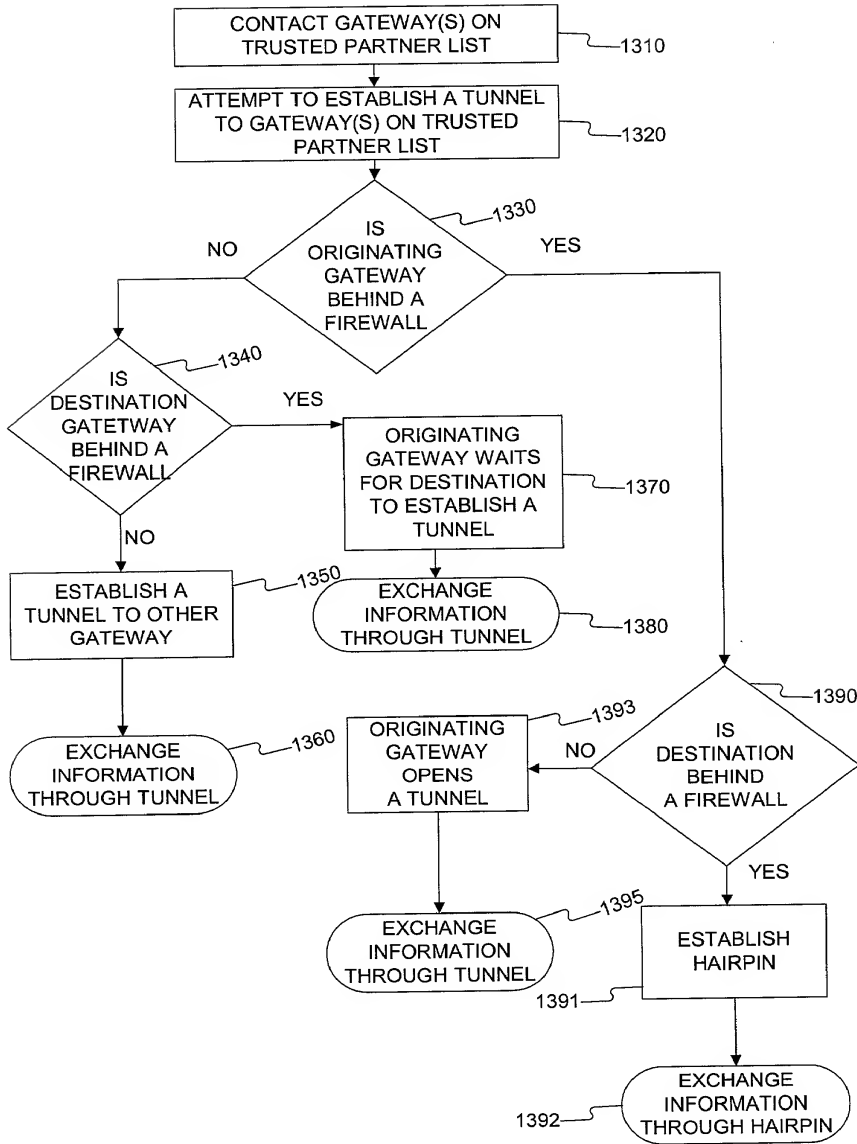 CONTACT GATEWAY(S) ON
TRUSTED PARTNER LIST
1310
ATTEMPT TO ESTABLISH A TUNNEL
TO GATEWAY(S) ON TRUSTED
PARTNER LIST
1320
1330
IS
ORIGINATING
GATEWAY
BEHIND A
FIREWALL
NO
YES
1340
IS
DESTINATION
GATETWAY
BEHIND A
FIREWALL
YES
NO
ORIGINATING
GATEWAY WAITS
FOR DESTINATION
TO ESTABLISH A
TUNNEL
1370
EXCHANGE
INFORMATION
THROUGH TUNNEL
1380
1350
ESTABLISH A
TUNNEL TO OTHER
GATEWAY
1360
EXCHANGE
INFORMATION
THROUGH TUNNEL
1390
IS
DESTINATION
BEHIND
A FIREWALL
NO
YES
1393
ORIGINATING
GATEWAY
OPENS
A TUNNEL
1395
EXCHANGE
INFORMATION
THROUGH TUNNEL
ESTABLISH
HAIRPIN
1391
EXCHANGE
INFORMATION
THROUGH HAIRPIN
1392